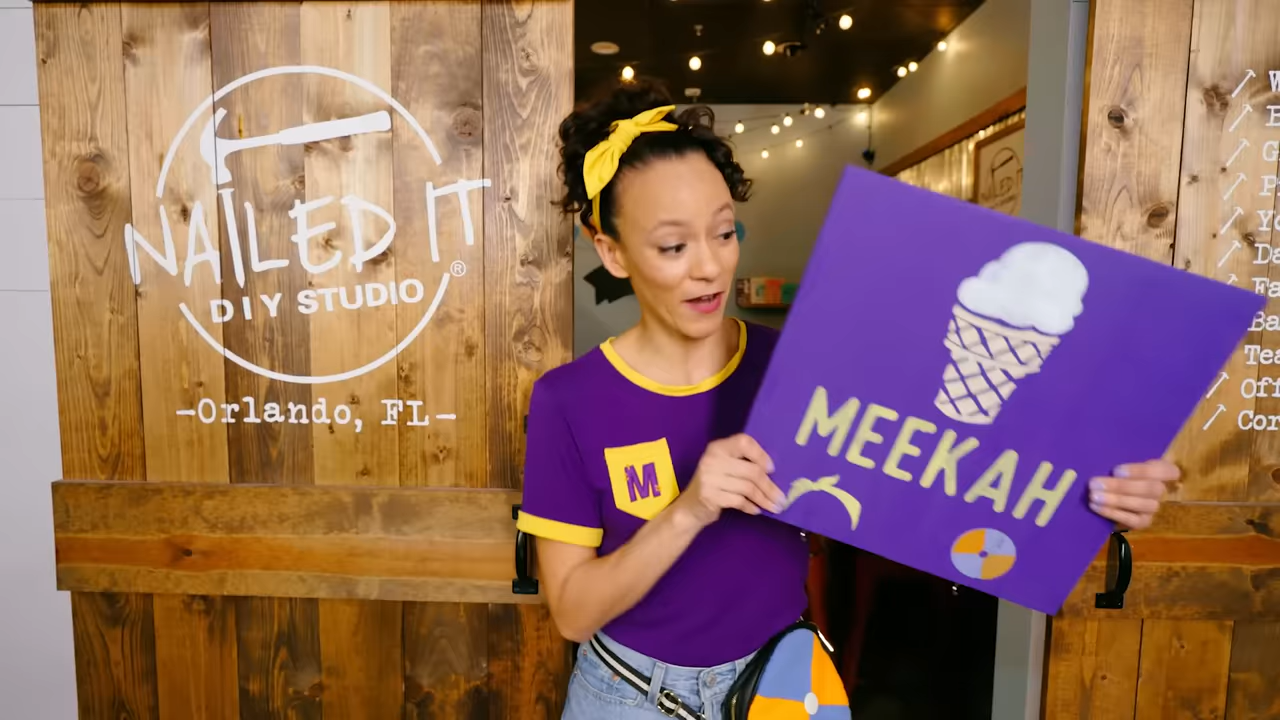 NAILED IT
®
DIY STUDIO
-Orlando, FL-
M
MEEKAH